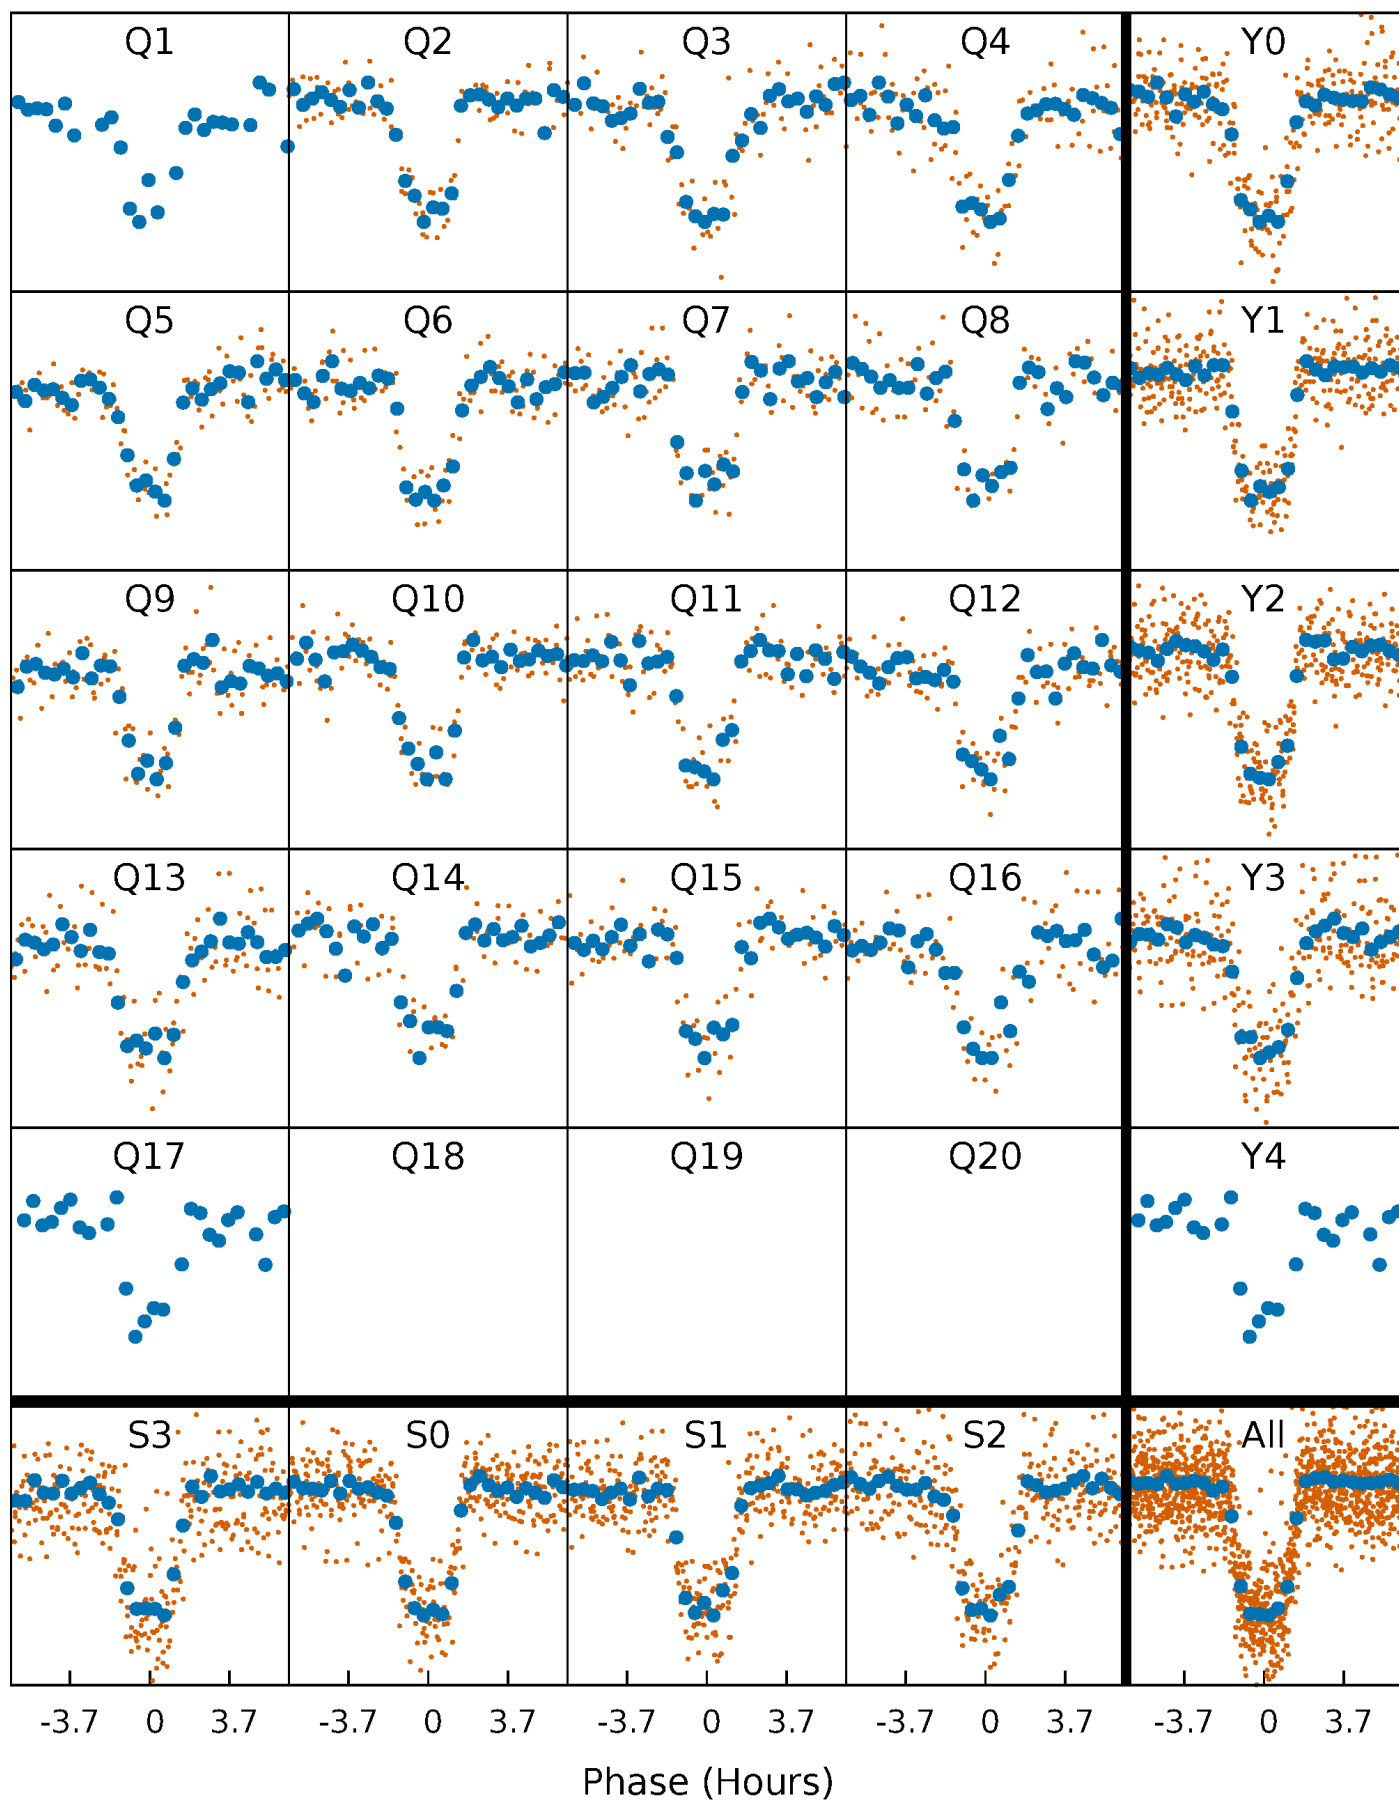 Q1 Q2 Q3 Q4 Y0
Q5 Q6 Q7 Q8 Y1
Q9 Q10 Q11 Q12 Y2
Q13 Q14 Q15 Q16 Y3
Q17 Q18 Q19 Q20 Y4
S3 S0 S1 S2 All
-3.7 0 3.7 -3.7 0 3.7 -3.7 0 3.7 -3.7 0 3.7 -3.7 0 3.7
Phase (Hours)